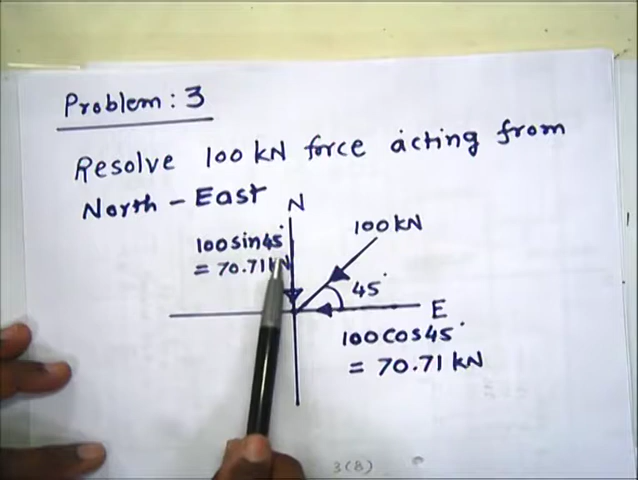 Problem: 3
Resolve 100 kN force acting from
North - East
N
100 sin 45°
= 70.71 kN
100 kN
45°
E
100 cos 45°
= 70.71 kN
3(8)